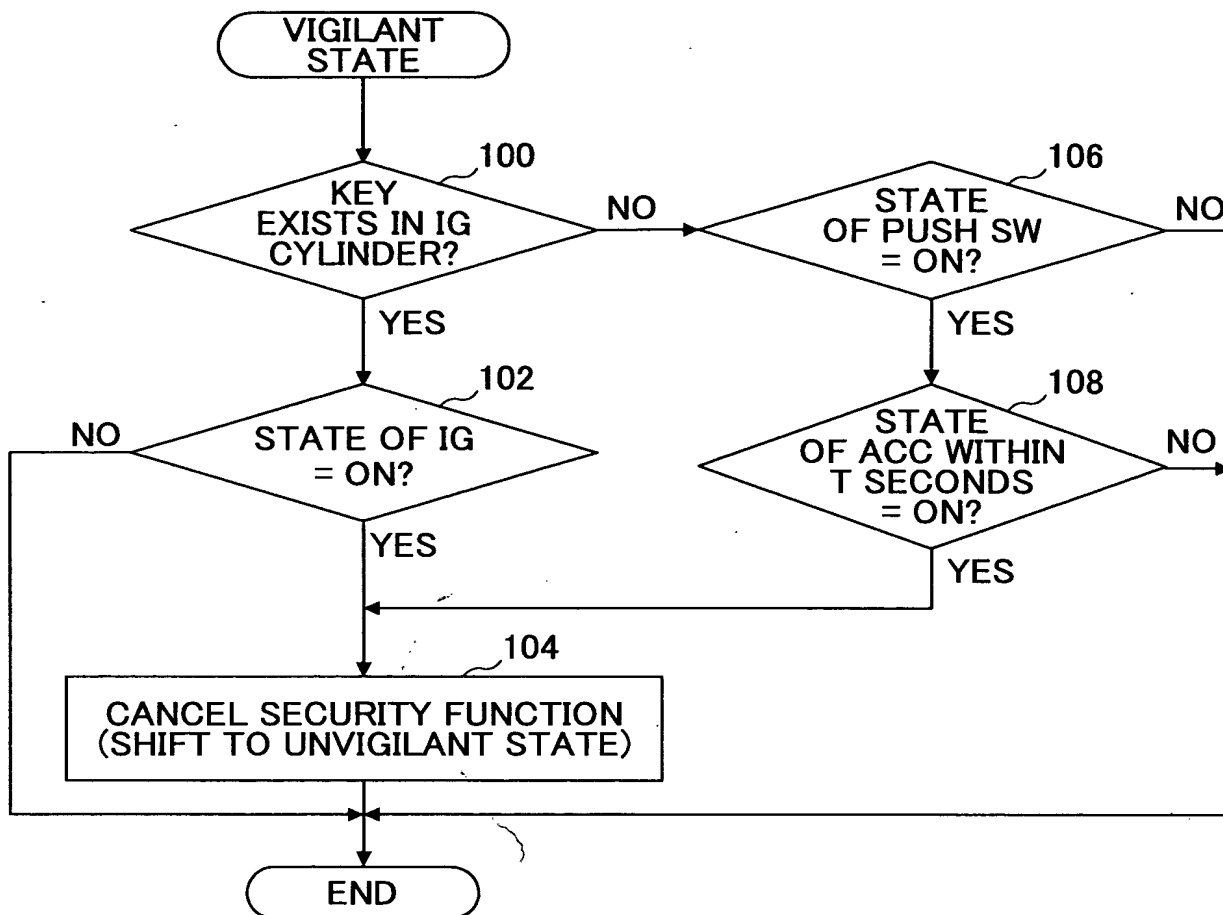 VIGILANT
STATE
100
KEY
EXISTS IN IG
CYLINDER?
NO
YES
106
STATE
OF PUSH SW
= ON?
NO
YES
102
STATE OF IG
= ON?
NO
YES
108
STATE
OF ACC WITHIN
T SECONDS
= ON?
NO
YES
104
CANCEL SECURITY FUNCTION
(SHIFT TO UNVIGILANT STATE)
END